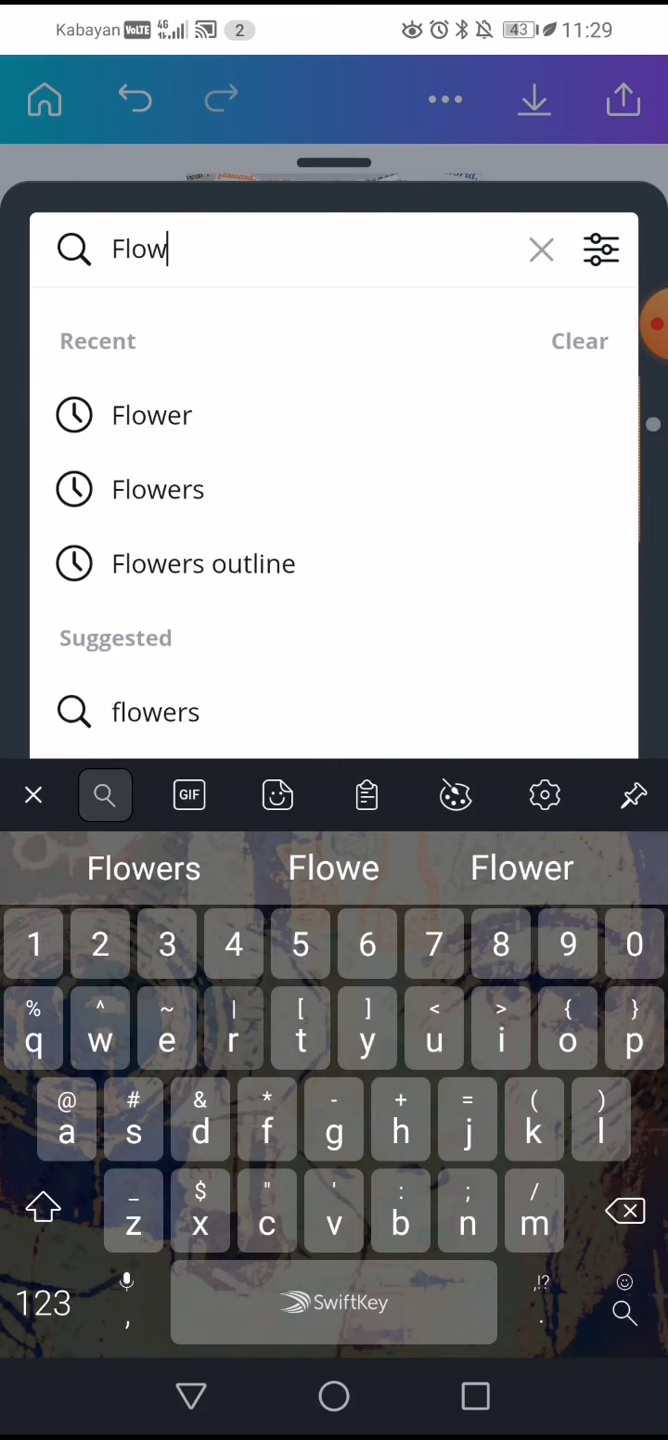 Kabayan VoLTE 4G 2 43 11:29
Flow
Recent Clear
Flower
Flowers
Flowers outline
Suggested
flowers
GIF
Flowers Flowe Flower
1 2 3 4 5 6 7 8 9 0
% ^ ~ | [ ] < > { }
q w e r t y u i o p
@ # & * - + = ( )
a s d f g h j k l
_ $ " ' : ; /
z x c v b n m
123 , SwiftKey ,!? .